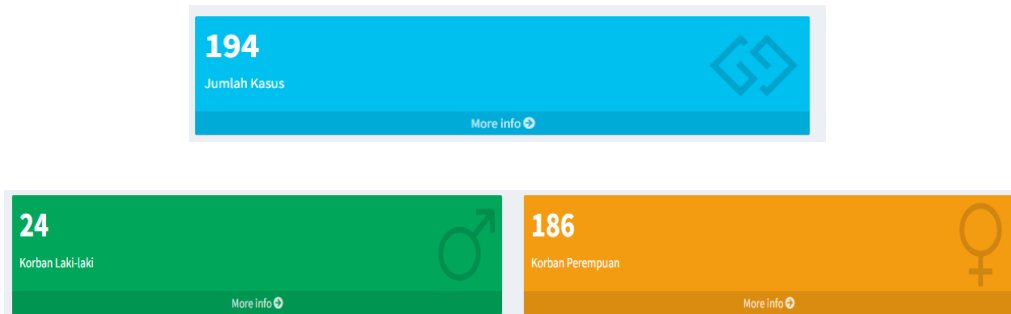 194
Jumlah Kasus
More info
24
Korban Laki-laki
More info
186
Korban Perempuan
More info